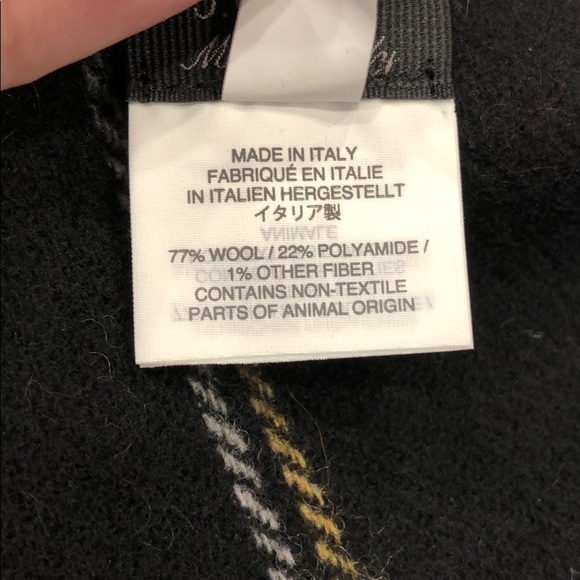 MADE IN ITALY
FABRIQUÉ EN ITALIE
IN ITALIEN HERGESTELLT
イタリア製
77% WOOL / 22% POLYAMIDE /
1% OTHER FIBER
CONTAINS NON-TEXTILE
PARTS OF ANIMAL ORIGIN